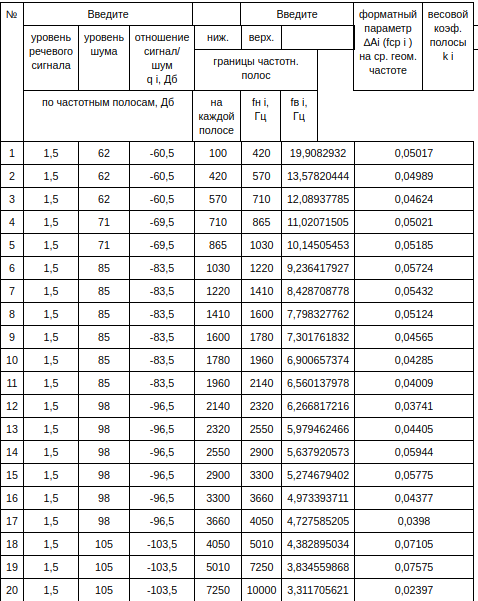 № Введите Введите форматный параметр ΔAi (fср i ) на ср. геом. частоте весовой коэф. полосы k i
уровень речевого сигнала уровень шума отношение сигнал/ шум q i, Дб ниж. верх.
границы частотн. полос
по частотным полосам, Дб на каждой полосе fн i, Гц fв i, Гц
1 1,5 62 -60,5 100 420 19,9082932 0,05017
2 1,5 62 -60,5 420 570 13,57820444 0,04989
3 1,5 62 -60,5 570 710 12,08937785 0,04624
4 1,5 71 -69,5 710 865 11,02071505 0,05021
5 1,5 71 -69,5 865 1030 10,14505453 0,05185
6 1,5 85 -83,5 1030 1220 9,236417927 0,05724
7 1,5 85 -83,5 1220 1410 8,428708778 0,05432
8 1,5 85 -83,5 1410 1600 7,798327762 0,05124
9 1,5 85 -83,5 1600 1780 7,301761832 0,04565
10 1,5 85 -83,5 1780 1960 6,900657374 0,04285
11 1,5 85 -83,5 1960 2140 6,560137978 0,04009
12 1,5 98 -96,5 2140 2320 6,266817216 0,03741
13 1,5 98 -96,5 2320 2550 5,979462466 0,04405
14 1,5 98 -96,5 2550 2900 5,637920573 0,05944
15 1,5 98 -96,5 2900 3300 5,274679402 0,05775
16 1,5 98 -96,5 3300 3660 4,973393711 0,04377
17 1,5 98 -96,5 3660 4050 4,727585205 0,0398
18 1,5 105 -103,5 4050 5010 4,382895034 0,07105
19 1,5 105 -103,5 5010 7250 3,834559868 0,07575
20 1,5 105 -103,5 7250 10000 3,311705621 0,02397